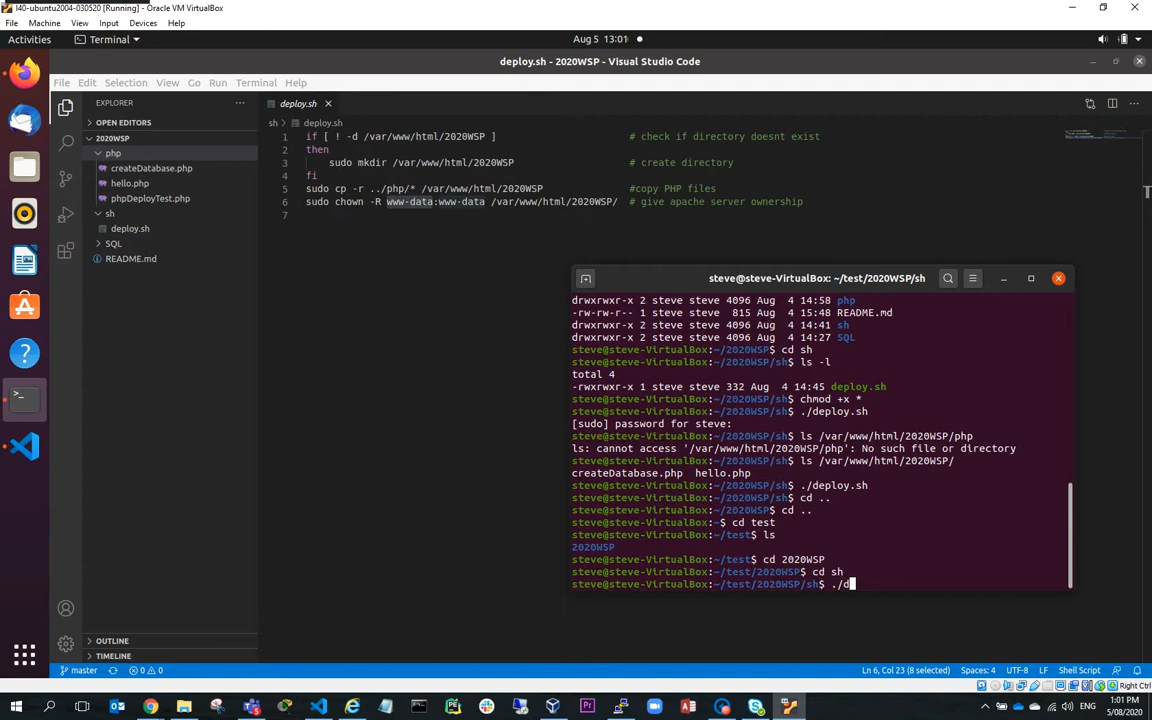 l40-ubuntu2004-030520 [Running] - Oracle VM VirtualBox
File Machine View Input Devices Help
Activities Terminal Aug 5 13:01
deploy.sh - 2020WSP - Visual Studio Code
File Edit Selection View Go Run Terminal Help
EXPLORER
OPEN EDITORS
2020WSP
php
createDatabase.php
hello.php
phpDeployTest.php
sh
deploy.sh
SQL
README.md
OUTLINE
TIMELINE
deploy.sh
sh > deploy.sh
1 if [ ! -d /var/www/html/2020WSP ] # check if directory doesnt exist
2 then
3 sudo mkdir /var/www/html/2020WSP # create directory
4 fi
5 sudo cp -r ../php/* /var/www/html/2020WSP #copy PHP files
6 sudo chown -R www-data:www-data /var/www/html/2020WSP/ # give apache server ownership
7
steve@steve-VirtualBox: ~/test/2020WSP/sh
drwxrwxr-x 2 steve steve 4096 Aug 4 14:58 php
-rw-rw-r-- 1 steve steve 815 Aug 4 15:48 README.md
drwxrwxr-x 2 steve steve 4096 Aug 4 14:41 sh
drwxrwxr-x 2 steve steve 4096 Aug 4 14:27 SQL
steve@steve-VirtualBox:~/2020WSP$ cd sh
steve@steve-VirtualBox:~/2020WSP/sh$ ls -l
total 4
-rwxrwxr-x 1 steve steve 332 Aug 4 14:45 deploy.sh
steve@steve-VirtualBox:~/2020WSP/sh$ chmod +x *
steve@steve-VirtualBox:~/2020WSP/sh$ ./deploy.sh
[sudo] password for steve:
steve@steve-VirtualBox:~/2020WSP/sh$ ls /var/www/html/2020WSP/php
ls: cannot access '/var/www/html/2020WSP/php': No such file or directory
steve@steve-VirtualBox:~/2020WSP/sh$ ls /var/www/html/2020WSP/
createDatabase.php hello.php
steve@steve-VirtualBox:~/2020WSP/sh$ ./deploy.sh
steve@steve-VirtualBox:~/2020WSP/sh$ cd ..
steve@steve-VirtualBox:~/2020WSP$ cd ..
steve@steve-VirtualBox:~$ cd test
steve@steve-VirtualBox:~/test$ ls
2020WSP
steve@steve-VirtualBox:~/test$ cd 2020WSP
steve@steve-VirtualBox:~/test/2020WSP$ cd sh
steve@steve-VirtualBox:~/test/2020WSP/sh$ ./d
master 0 0 Ln 6, Col 23 (8 selected) Spaces: 4 UTF-8 LF Shell Script
Right Ctrl
ENG 1:01 PM
5/08/2020